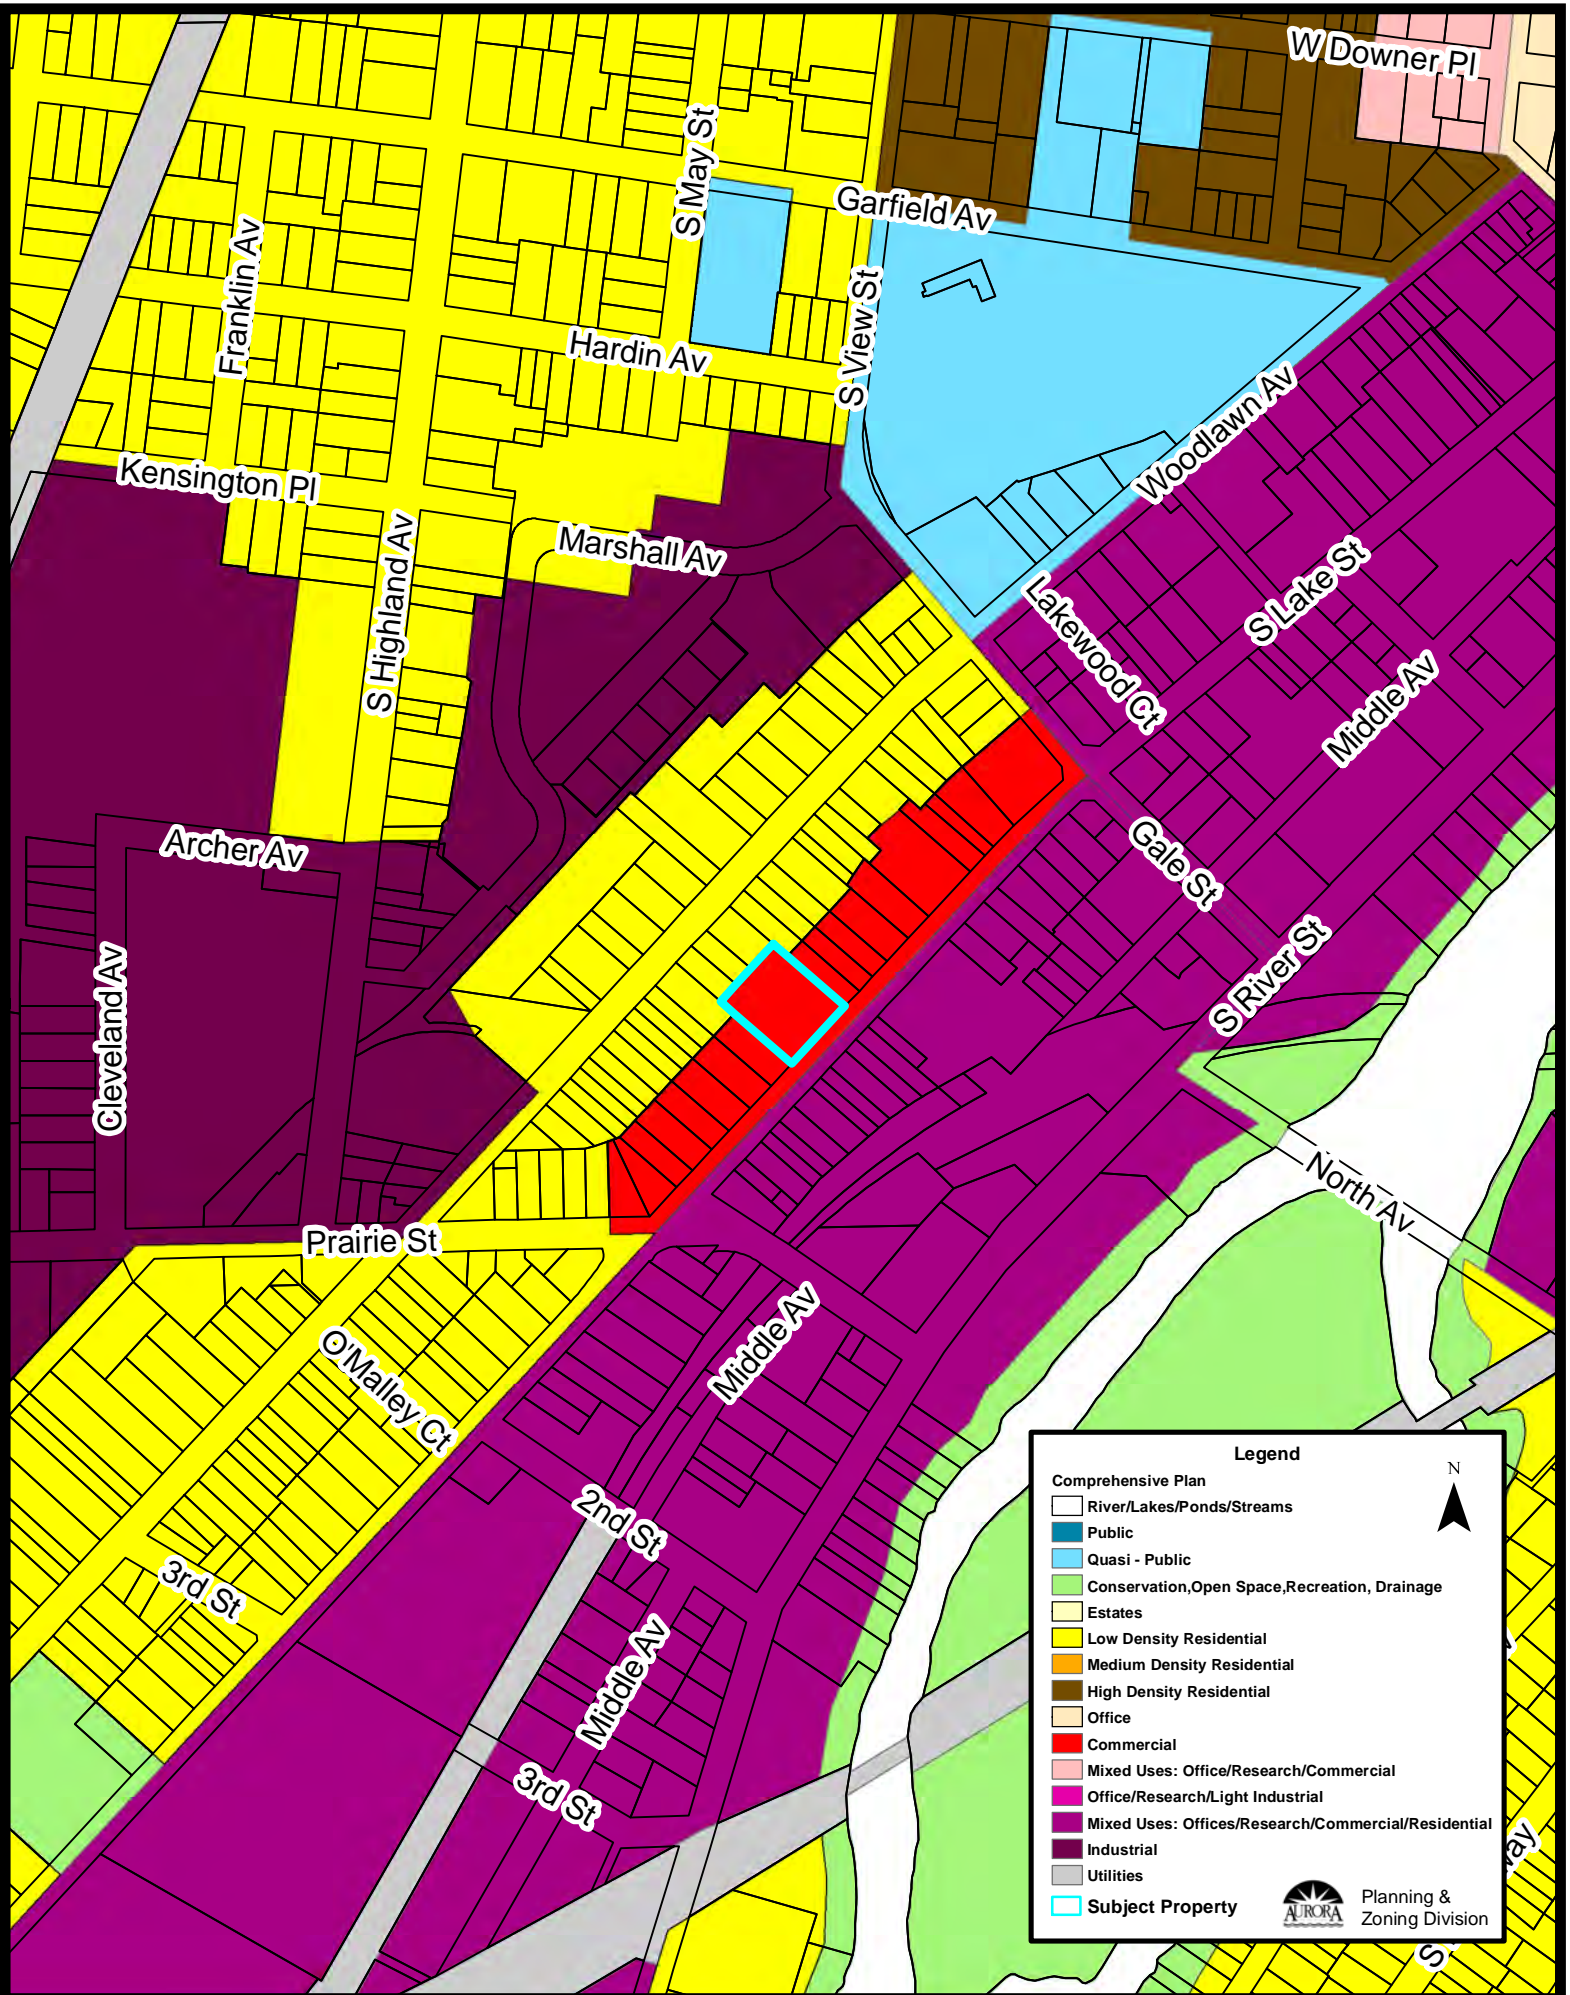 W Downer Pl
S May St
Garfield Av
Franklin Av
S View St
Hardin Av
Woodlawn Av
Kensington Pl
Marshall Av
S Highland Av
S Lake St
Lakewood Ct
Middle Av
Archer Av
Gale St
S River St
Cleveland Av
North Av
Prairie St
Middle Av
O'Malley Ct
2nd St
3rd St
Middle Av
3rd St
Legend
N
Comprehensive Plan
River/Lakes/Ponds/Streams
Public
Quasi - Public
Conservation,Open Space,Recreation, Drainage
Estates
Low Density Residential
Medium Density Residential
High Density Residential
Office
Commercial
Mixed Uses: Office/Research/Commercial
Office/Research/Light Industrial
Mixed Uses: Offices/Research/Commercial/Residential
Industrial
Utilities
Subject Property
AURORA
Planning &
Zoning Division
S